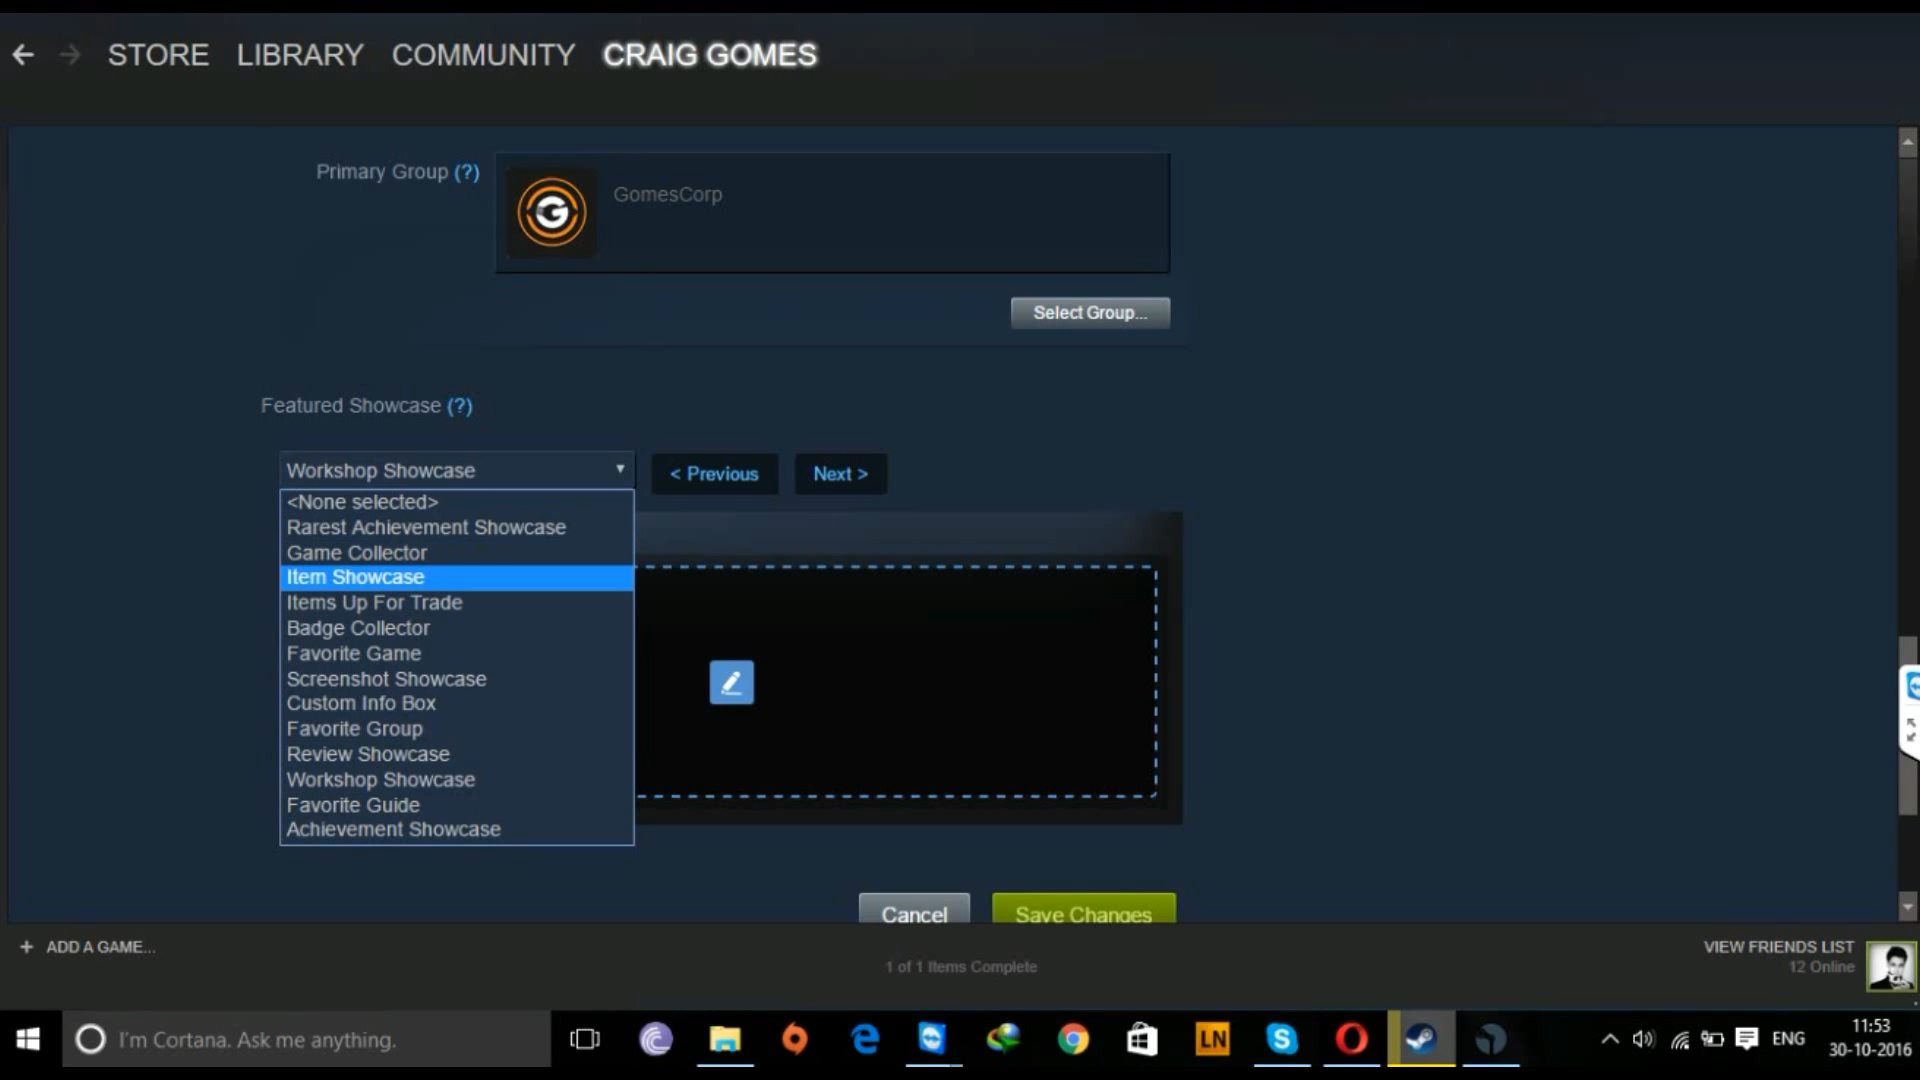 STORE LIBRARY COMMUNITY CRAIG GOMES
Primary Group (?)
G
GomesCorp
Select Group...
Featured Showcase (?)
Workshop Showcase
< Previous
Next >
<None selected>
Rarest Achievement Showcase
Game Collector
Item Showcase
Items Up For Trade
Badge Collector
Favorite Game
Screenshot Showcase
Custom Info Box
Favorite Group
Review Showcase
Workshop Showcase
Favorite Guide
Achievement Showcase
Cancel
Save Changes
+ ADD A GAME...
1 of 1 Items Complete
VIEW FRIENDS LIST
12 Online
I'm Cortana. Ask me anything.
LN
ENG
11:53
30-10-2016